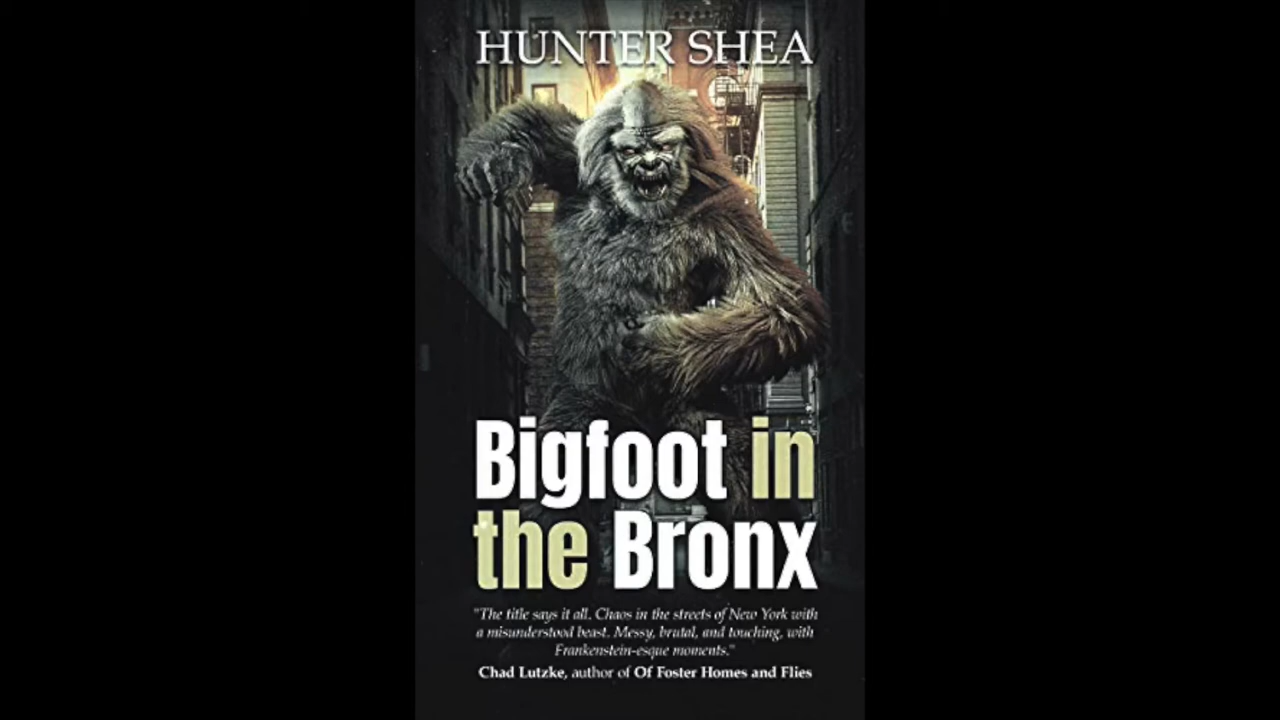 HUNTER SHEA
Bigfoot in
the Bronx
"The title says it all. Chaos in the streets of New York with
a misunderstood beast. Messy, brutal, and touching, with
Frankenstein-esque moments."
Chad Lutzke, author of Of Foster Homes and Flies